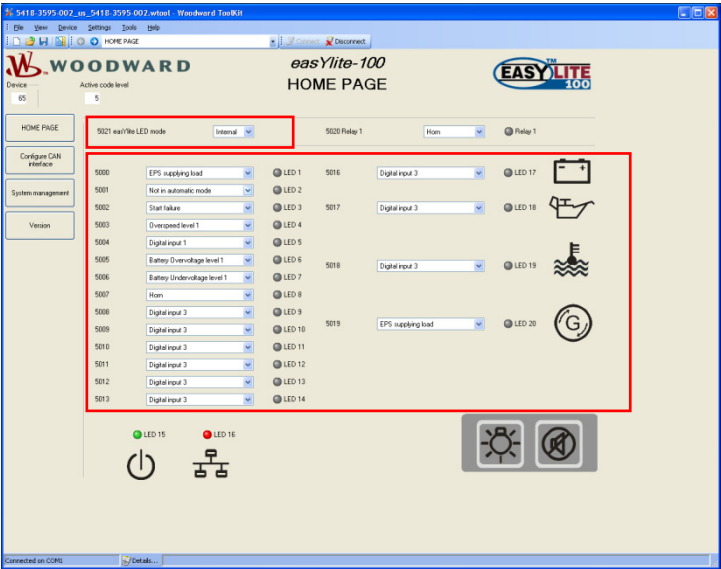 5418-3595-002_us_5418-3595-002.wtool - Woodward ToolKit
File View Device Settings Tools Help
HOME PAGE Connect Disconnect
WOODWARD
easYlite-100
HOME PAGE
EASYLITE™
100
Device
65
Active code level
5
HOME PAGE
Configure CAN interface
System management
Version
5021 easYlite LED mode Internal 5020 Relay 1 Horn Relay 1
5000 EPS supplying load LED 1 5016 Digital input 3 LED 17
5001 Not in automatic mode LED 2
5002 Start failure LED 3 5017 Digital input 3 LED 18
5003 Overspeed level 1 LED 4
5004 Digital input 1 LED 5
5005 Battery Overvoltage level 1 LED 6 5018 Digital input 3 LED 19
5006 Battery Undervoltage level 1 LED 7
5007 Horn LED 8
5008 Digital input 3 LED 9 5019 EPS supplying load LED 20
5009 Digital input 3 LED 10
5010 Digital input 3 LED 11
5011 Digital input 3 LED 12
5012 Digital input 3 LED 13
5013 Digital input 3 LED 14
G
LED 15 LED 16
Connected on COM1 Details...